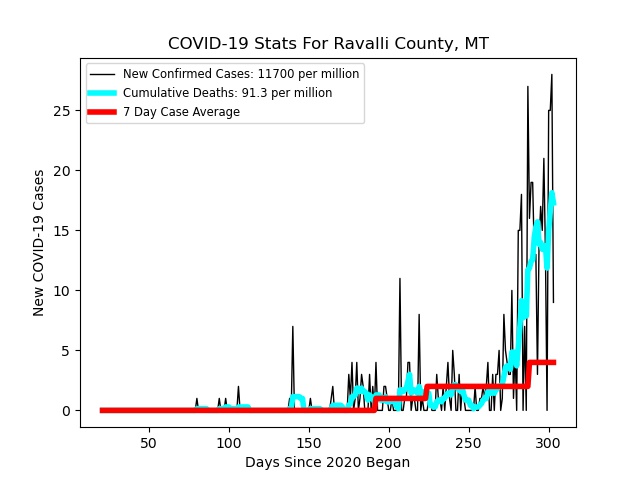 COVID-19 Stats For Ravalli County, MT
New Confirmed Cases: 11700 per million
Cumulative Deaths: 91.3 per million
7 Day Case Average
New COVID-19 Cases
25
20
15
10
5
0
50 100 150 200 250 300
Days Since 2020 Began